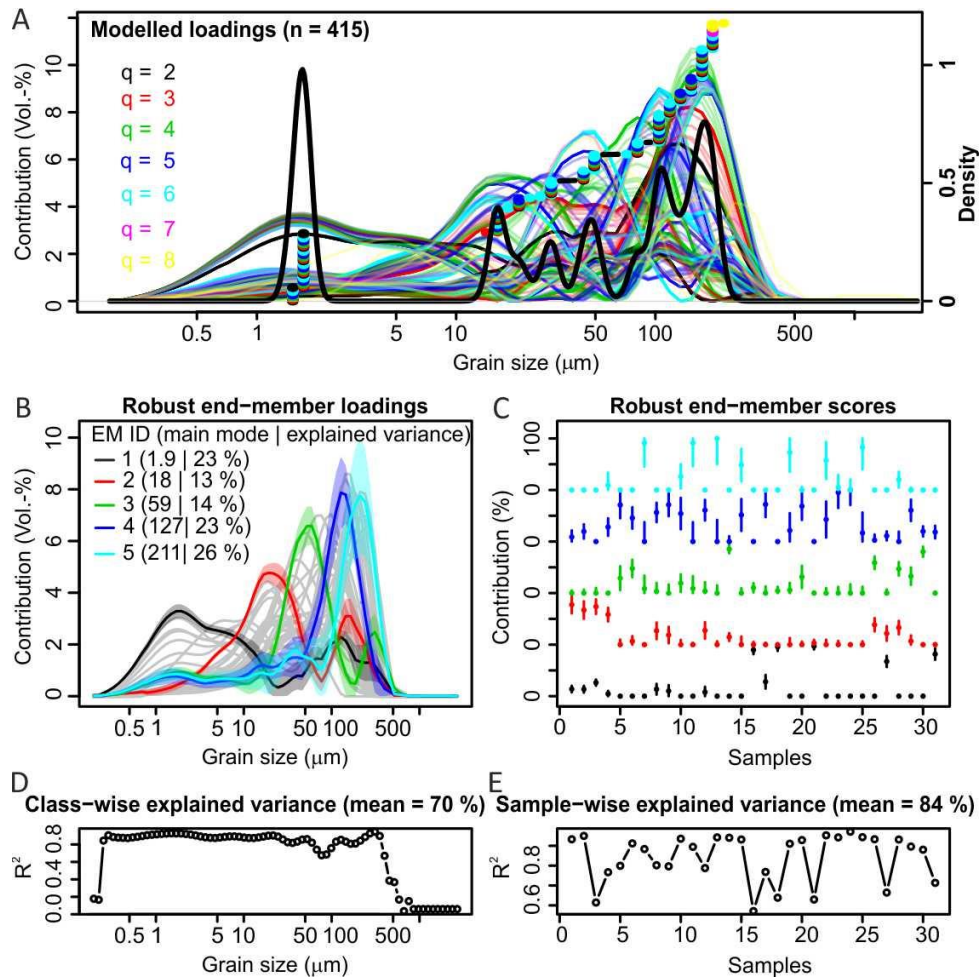 A
Modelled loadings (n = 415)
q = 2
q = 3
q = 4
q = 5
q = 6
q = 7
q = 8
Contribution (Vol.-%)
0 2 4 6 8 10
Density
0 0.5 1
0.5 1 5 10 50 100 500
Grain size (μm)
B
Robust end−member loadings
EM ID (main mode | explained variance)
1 (1.9 | 23 %)
2 (18 | 13 %)
3 (59 | 14 %)
4 (127 | 23 %)
5 (211 | 26 %)
Contribution (Vol.-%)
0 2 4 6 8 10
0.5 1 5 10 50 100 500
Grain size (μm)
C
Robust end−member scores
Contribution (%)
0 0 0 0 0 100
0 5 10 15 20 25 30
Samples
D
Class−wise explained variance (mean = 70 %)
R²
0.0 0.4 0.8
0.5 1 5 10 50 100 500
Grain size (μm)
E
Sample−wise explained variance (mean = 84 %)
R²
0.6 0.8
0 5 10 15 20 25 30
Samples